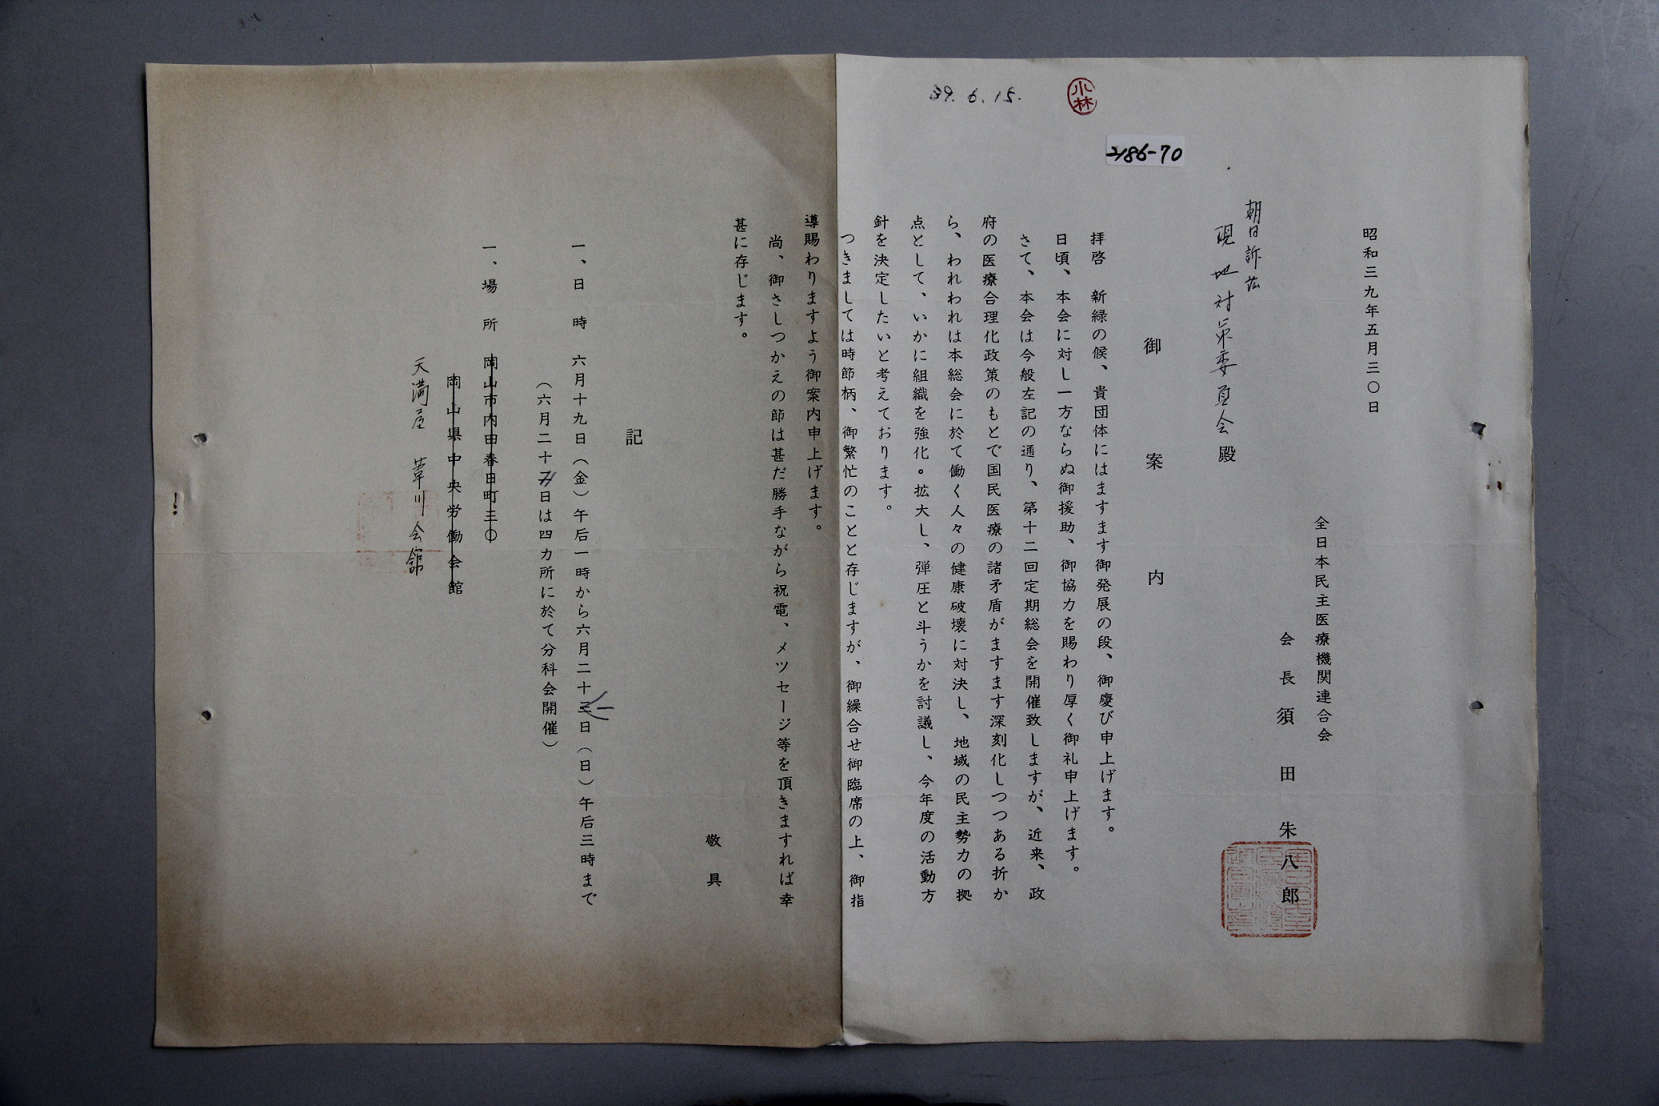 39.6.15.
小林
2186-70
昭和三九年五月三〇日
全日本民主医療機関連合会
会長 須田朱八郎
朝日訴訟
現地対策委員会殿
御案内
拝啓 新緑の候、貴団体にはますます御発展の段、御慶び申上げます。
日頃、本会に対し一方ならぬ御援助、御協力を賜わり厚く御礼申上げます。
さて、本会は今般左記の通り、第十二回定期総会を開催致しますが、近来、政
府の医療合理化政策のもとで国民医療の諸矛盾がますます深刻化しつつある折か
ら、われわれは本総会に於て働く人々の健康破壊に対決し、地域の民主勢力の拠
点として、いかに組織を強化。拡大し、弾圧と斗うかを討議し、今年度の活動方
針を決定したいと考えております。
つきましては時節柄、御繁忙のことと存じますが、御繰合せ御臨席の上、御指
導賜わりますよう御案内申上げます。
尚、御さしつかえの節は甚だ勝手ながら祝電、メツセージ等を頂きますれば幸
甚に存じます。
敬具
記
一、日時 六月十九日(金)午后一時から六月二十一日(日)午后三時まで
(六月二十日は四カ所に於て分科会開催)
一、場所 岡山市内田春日町三〇
岡山県中央労働会館
天満屋 葦川会館